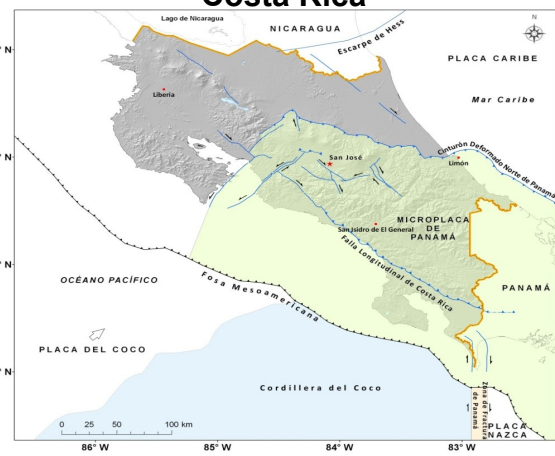 Costa Rica
Lago de Nicaragua
NICARAGUA
Escarpe de Hess
N
° N
PLACA CARIBE
Mar Caribe
Liberia
Cinturón Deformado Norte de Panamá
San José
Limón
° N
MICROPLACA
DE
PANAMÁ
San Isidro de El General
Falla Longitudinal de Costa Rica
° N
OCÉANO PACÍFICO
Fosa Mesoamericana
PANAMÁ
PLACA DEL COCO
° N
Cordillera del Coco
Zona de Fractura
de Panamá
PLACA
NAZCA
0 25 50 100 km
86°W 85°W 84°W 83°W